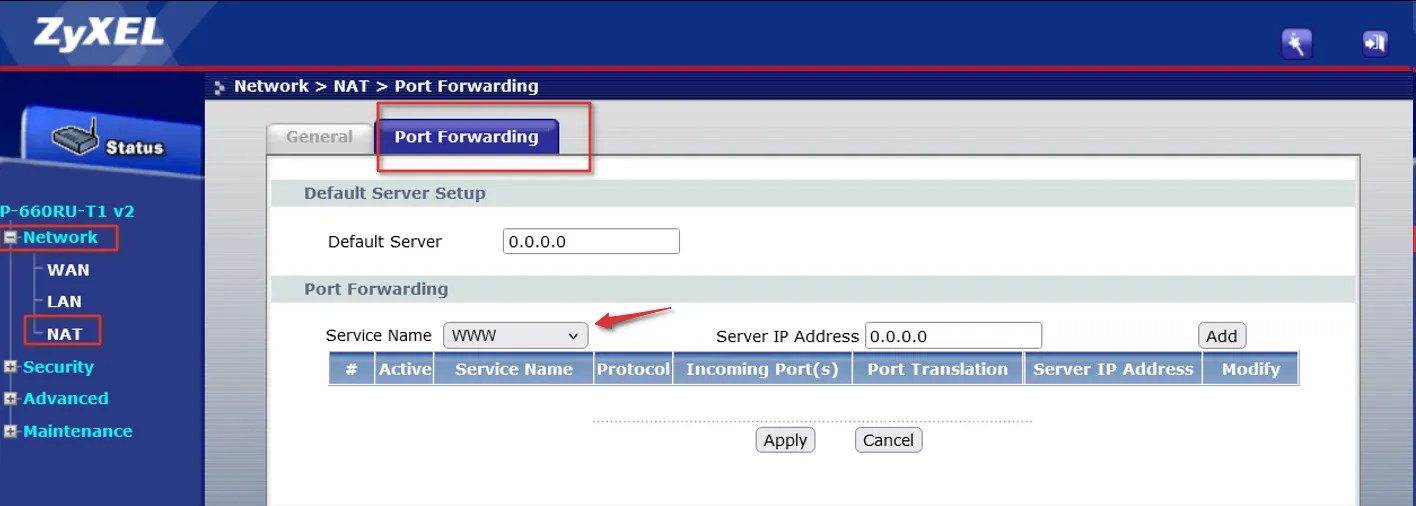 ZyXEL
Network > NAT > Port Forwarding
Status
P-660RU-T1 v2
Network
WAN
LAN
NAT
Security
Advanced
Maintenance
General
Port Forwarding
Default Server Setup
Default Server 0.0.0.0
Port Forwarding
Service Name WWW Server IP Address 0.0.0.0 Add
# Active Service Name Protocol Incoming Port(s) Port Translation Server IP Address Modify
Apply Cancel